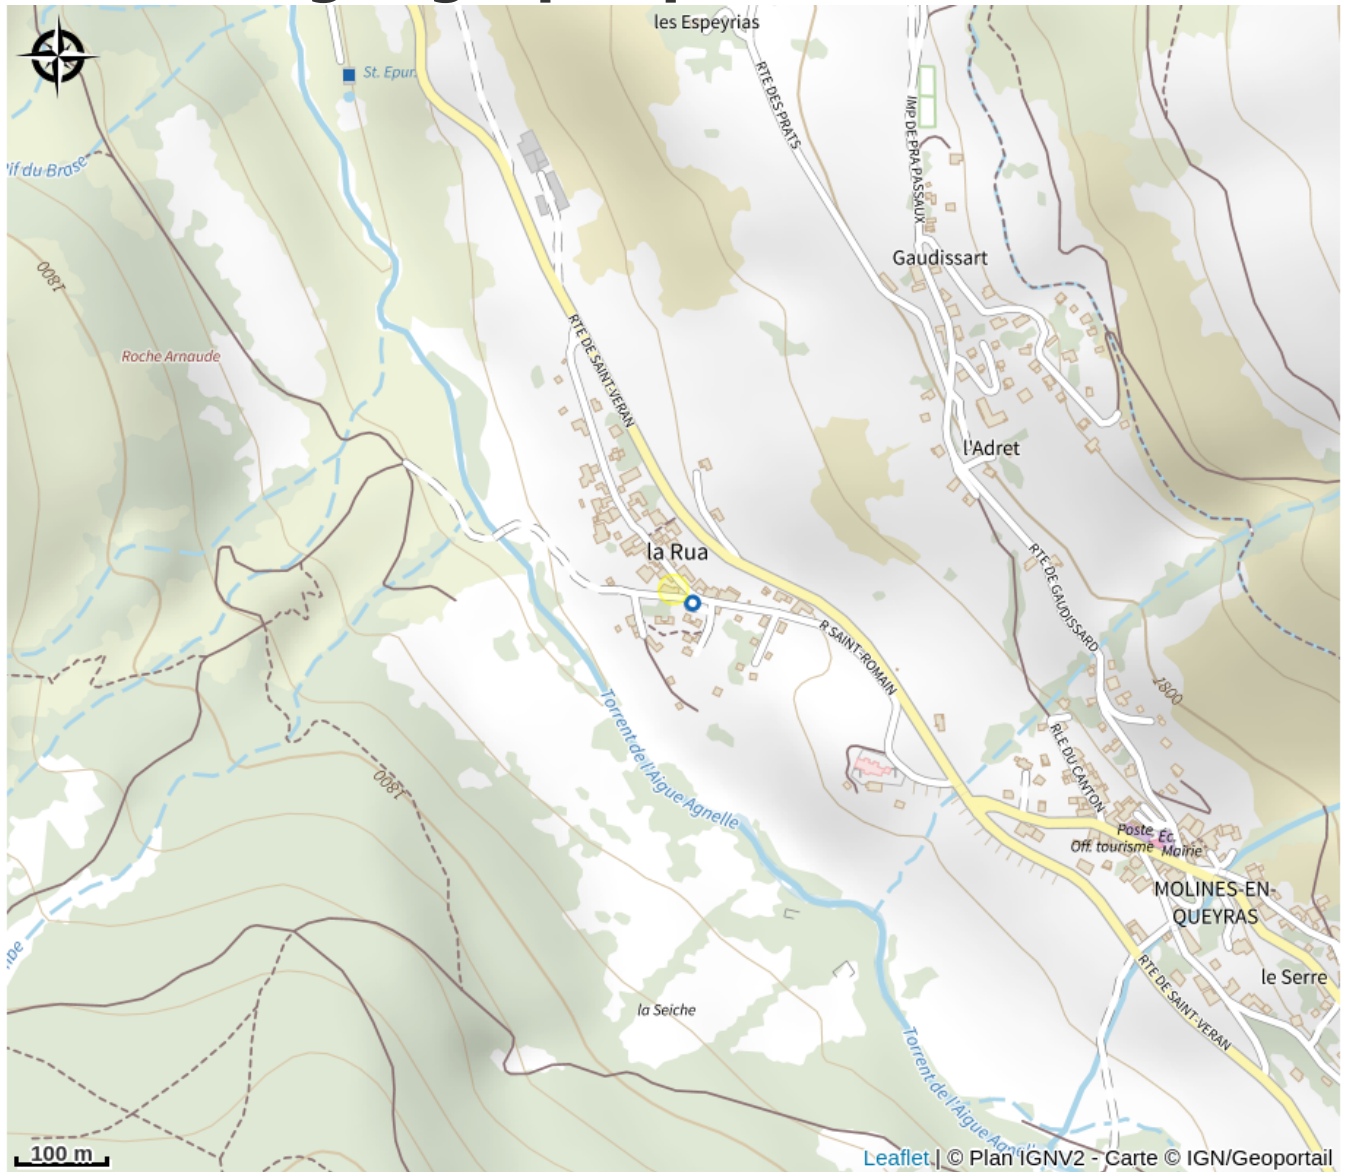 les Espeyrias
St. Epur.
RTE DES PRATS
IMP DE PRA PASSAUX
if du Brase
Gaudissart
1800
RTE DE SAINT-VERAN
Roche Arnaude
l'Adret
la Rua
RTE DE GAUDISSARD
R SAINT-ROMAIN
1800
Torrent de l'Aigue Agnelle
RLE DU CANTON
1800
Poste
Éc.
Off. tourisme
Mairie
MOLINES-EN-
QUEYRAS
le Serre
RTE DE SAINT-VERAN
la Seiche
Torrent de l'Aigue Agnelle
100 m
Leaflet | © Plan IGNV2 - Carte © IGN/Geoportail